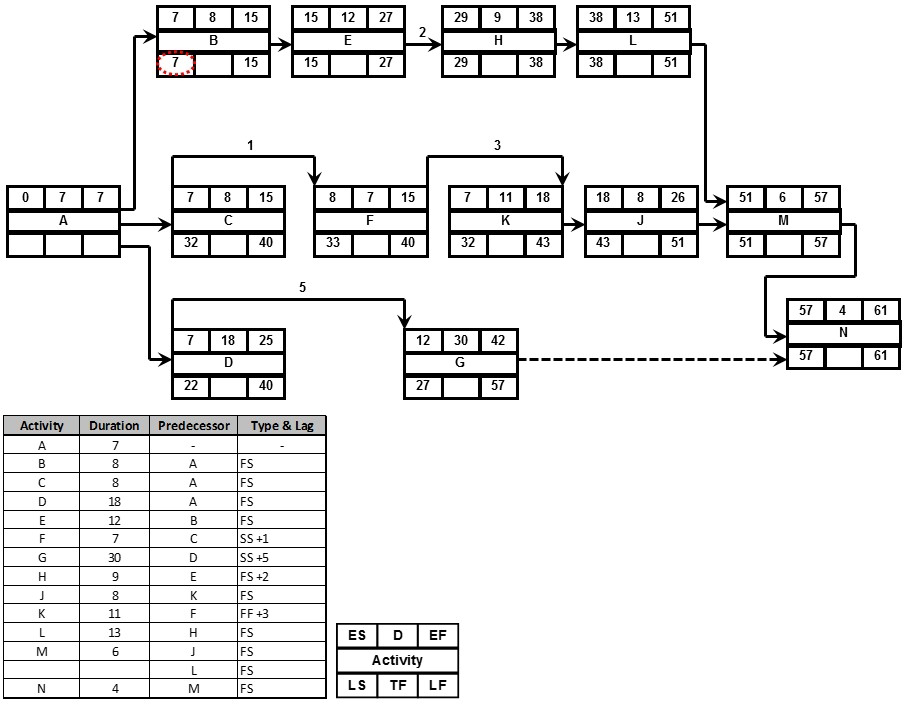 7 8 15 15 12 27 29 9 38 38 13 51
B E 2 H L
7 15 15 27 29 38 38 51
1 3
0 7 7 7 8 15 8 7 15 7 11 18 18 8 26 51 6 57
A C F K J M
32 40 33 40 32 43 43 51 51 57
5
57 4 61
N
57 61
7 18 25 12 30 42
D G
22 40 27 57
Activity Duration Predecessor Type & Lag
A 7 - -
B 8 A FS
C 8 A FS
D 18 A FS
E 12 B FS
F 7 C SS +1
G 30 D SS +5
H 9 E FS +2
J 8 K FS
K 11 F FF +3
L 13 H FS
M 6 J FS
L FS
N 4 M FS
ES D EF
Activity
LS TF LF